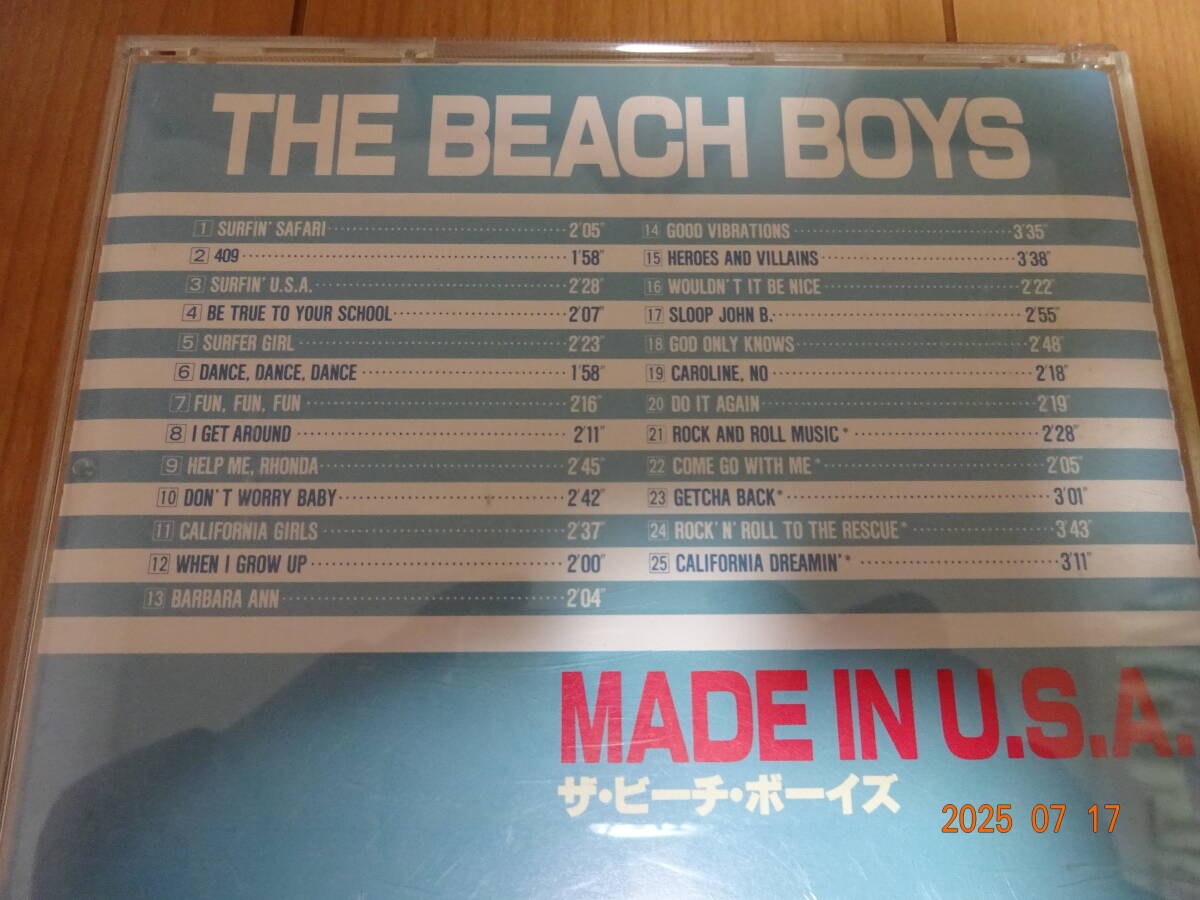 THE BEACH BOYS
1 SURFIN' SAFARI 2'05"
2 409 1'58"
3 SURFIN' U.S.A. 2'28"
4 BE TRUE TO YOUR SCHOOL 2'07"
5 SURFER GIRL 2'23"
6 DANCE, DANCE, DANCE 1'58"
7 FUN, FUN, FUN 2'16"
8 I GET AROUND 2'11"
9 HELP ME, RHONDA 2'45"
10 DON'T WORRY BABY 2'42"
11 CALIFORNIA GIRLS 2'37"
12 WHEN I GROW UP 2'00"
13 BARBARA ANN 2'04"
14 GOOD VIBRATIONS 3'35"
15 HEROES AND VILLAINS 3'38"
16 WOULDN'T IT BE NICE 2'22"
17 SLOOP JOHN B. 2'55"
18 GOD ONLY KNOWS 2'48"
19 CAROLINE, NO 2'18"
20 DO IT AGAIN 2'19"
21 ROCK AND ROLL MUSIC* 2'28"
22 COME GO WITH ME* 2'05"
23 GETCHA BACK* 3'01"
24 ROCK'N'ROLL TO THE RESCUE* 3'43"
25 CALIFORNIA DREAMIN'* 3'11"
MADE IN U.S.A.
ザ・ビーチ・ボーイズ
2025 07 17